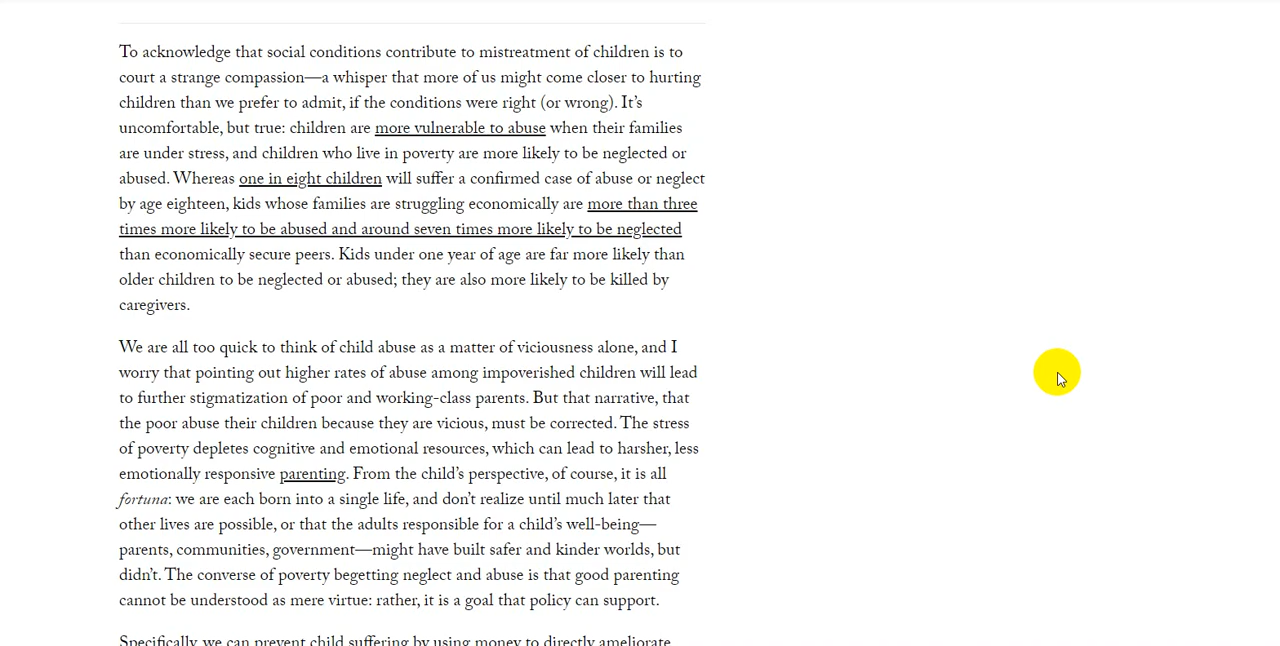 To acknowledge that social conditions contribute to mistreatment of children is to
court a strange compassion—a whisper that more of us might come closer to hurting
children than we prefer to admit, if the conditions were right (or wrong). It’s
uncomfortable, but true: children are more vulnerable to abuse when their families
are under stress, and children who live in poverty are more likely to be neglected or
abused. Whereas one in eight children will suffer a confirmed case of abuse or neglect
by age eighteen, kids whose families are struggling economically are more than three
times more likely to be abused and around seven times more likely to be neglected
than economically secure peers. Kids under one year of age are far more likely than
older children to be neglected or abused; they are also more likely to be killed by
caregivers.
We are all too quick to think of child abuse as a matter of viciousness alone, and I
worry that pointing out higher rates of abuse among impoverished children will lead
to further stigmatization of poor and working-class parents. But that narrative, that
the poor abuse their children because they are vicious, must be corrected. The stress
of poverty depletes cognitive and emotional resources, which can lead to harsher, less
emotionally responsive parenting. From the child’s perspective, of course, it is all
fortuna: we are each born into a single life, and don’t realize until much later that
other lives are possible, or that the adults responsible for a child’s well-being—
parents, communities, government—might have built safer and kinder worlds, but
didn’t. The converse of poverty begetting neglect and abuse is that good parenting
cannot be understood as mere virtue: rather, it is a goal that policy can support.
Specifically, we can prevent child suffering by using money to directly ameliorate